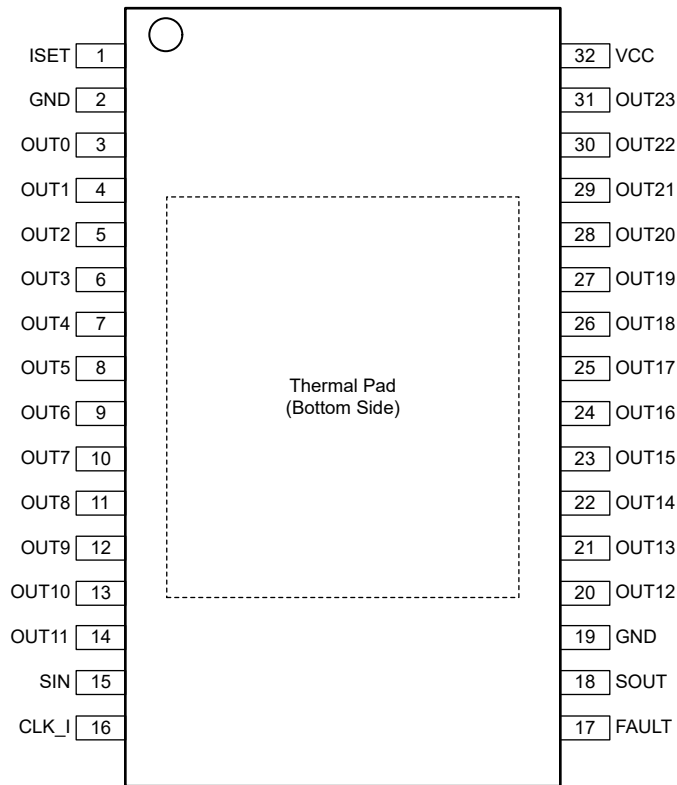 ISET 1
GND 2
OUT0 3
OUT1 4
OUT2 5
OUT3 6
OUT4 7
OUT5 8
OUT6 9
OUT7 10
OUT8 11
OUT9 12
OUT10 13
OUT11 14
SIN 15
CLK_I 16
Thermal Pad
(Bottom Side)
32 VCC
31 OUT23
30 OUT22
29 OUT21
28 OUT20
27 OUT19
26 OUT18
25 OUT17
24 OUT16
23 OUT15
22 OUT14
21 OUT13
20 OUT12
19 GND
18 SOUT
17 FAULT